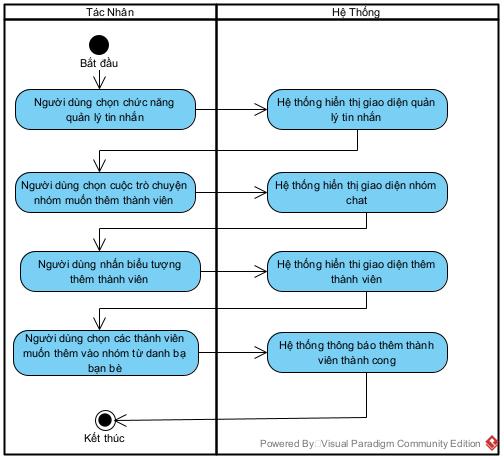 Tác Nhân
Hệ Thống
Bắt đầu
Người dùng chọn chức năng
quản lý tin nhắn
Hệ thống hiển thị giao diện quản
lý tin nhắn
Người dùng chọn cuộc trò chuyện
nhóm muốn thêm thành viên
Hệ thống hiển thị giao diện nhóm
chat
Người dùng nhấn biểu tượng
thêm thành viên
Hệ thống hiển thi giao diện thêm
thành viên
Người dùng chọn các thành viên
muốn thêm vào nhóm từ danh bạ
bạn bè
Hệ thống thông báo thêm thành
viên thành cong
Kết thúc
Powered By Visual Paradigm Community Edition